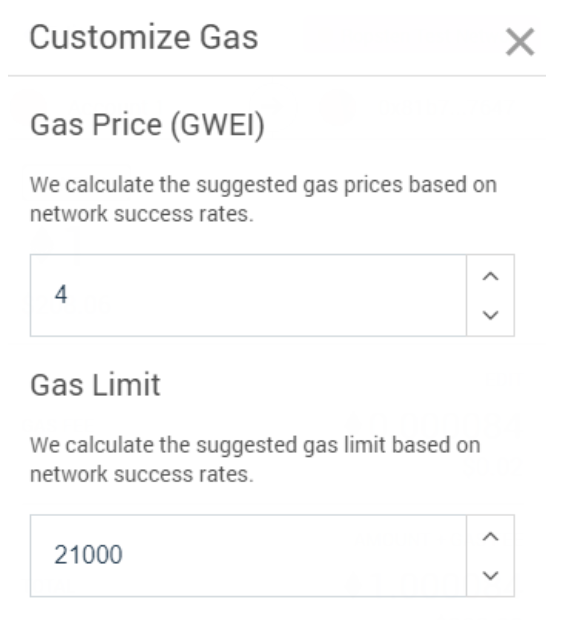 Customize Gas
Gas Price (GWEI)
We calculate the suggested gas prices based on
network success rates.
4
Gas Limit
We calculate the suggested gas limit based on
network success rates.
21000